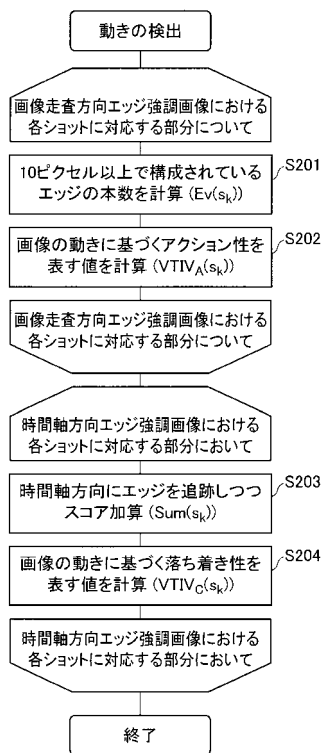 動きの検出
画像走査方向エッジ強調画像における
各ショットに対応する部分について
S201
10ピクセル以上で構成されている
エッジの本数を計算 (Ev(sk))
S202
画像の動きに基づくアクション性を
表す値を計算 (VTIVA(sk))
画像走査方向エッジ強調画像における
各ショットに対応する部分について
時間軸方向エッジ強調画像における
各ショットに対応する部分において
S203
時間軸方向にエッジを追跡しつつ
スコア加算 (Sum(sk))
S204
画像の動きに基づく落ち着き性を
表す値を計算 (VTIVC(sk))
時間軸方向エッジ強調画像における
各ショットに対応する部分において
終了